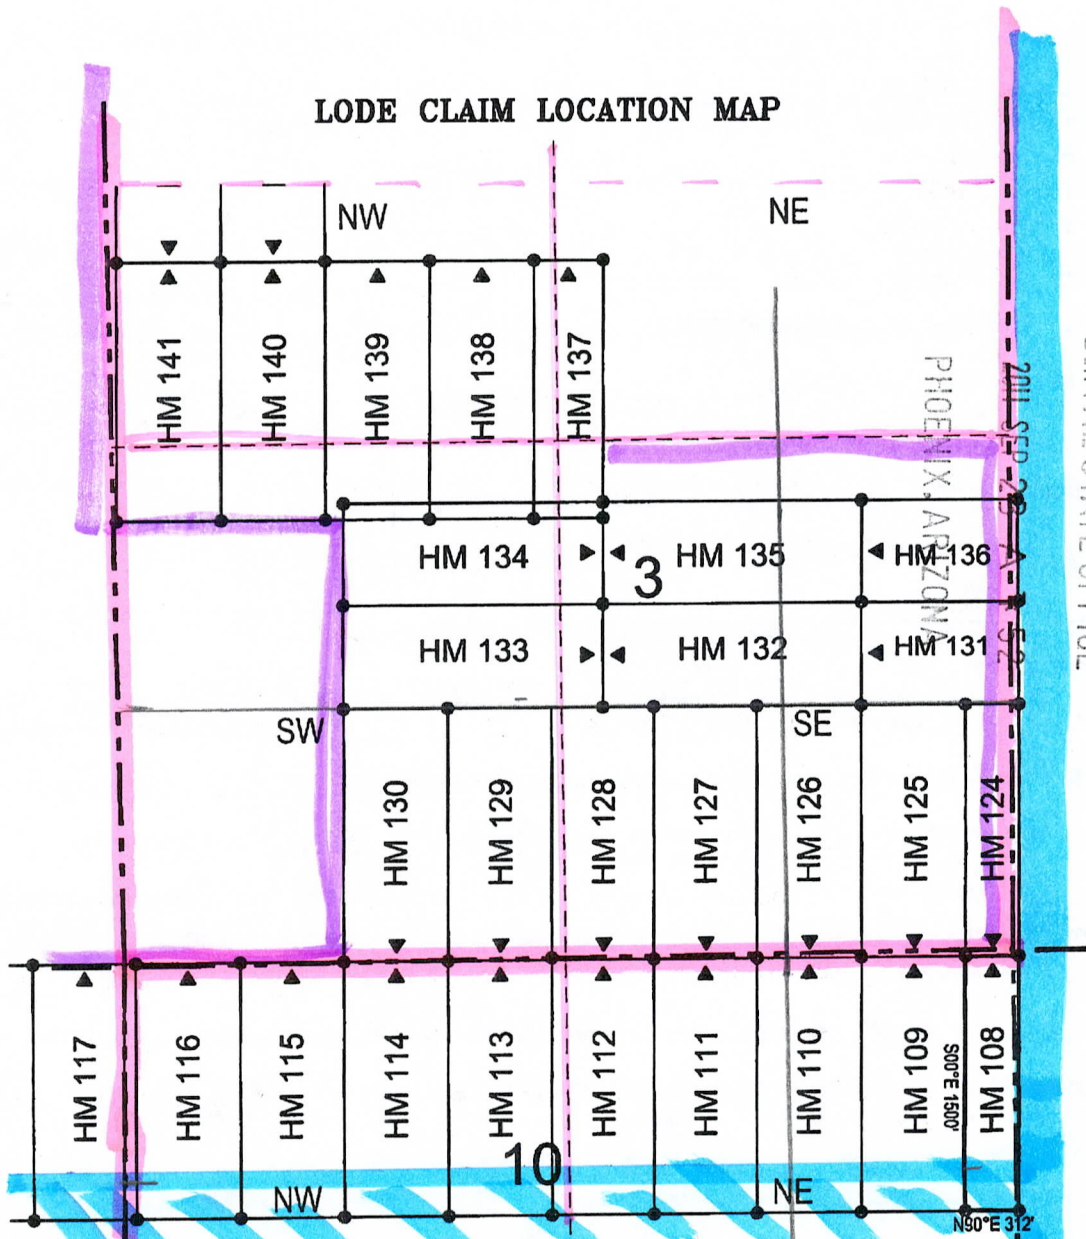 LODE CLAIM LOCATION MAP
NW
NE
HM 141
HM 140
HM 139
HM 138
HM 137
PHOENIX, ARIZONA
HM 134
HM 135
HM 136
3
HM 133
HM 132
HM 131
SW
SE
HM 130
HM 129
HM 128
HM 127
HM 126
HM 125
HM 124
HM 117
HM 116
HM 115
HM 114
HM 113
HM 112
HM 111
HM 110
HM 109
S00°E 1500'
HM 108
10
NW
NE
N90°E 312'